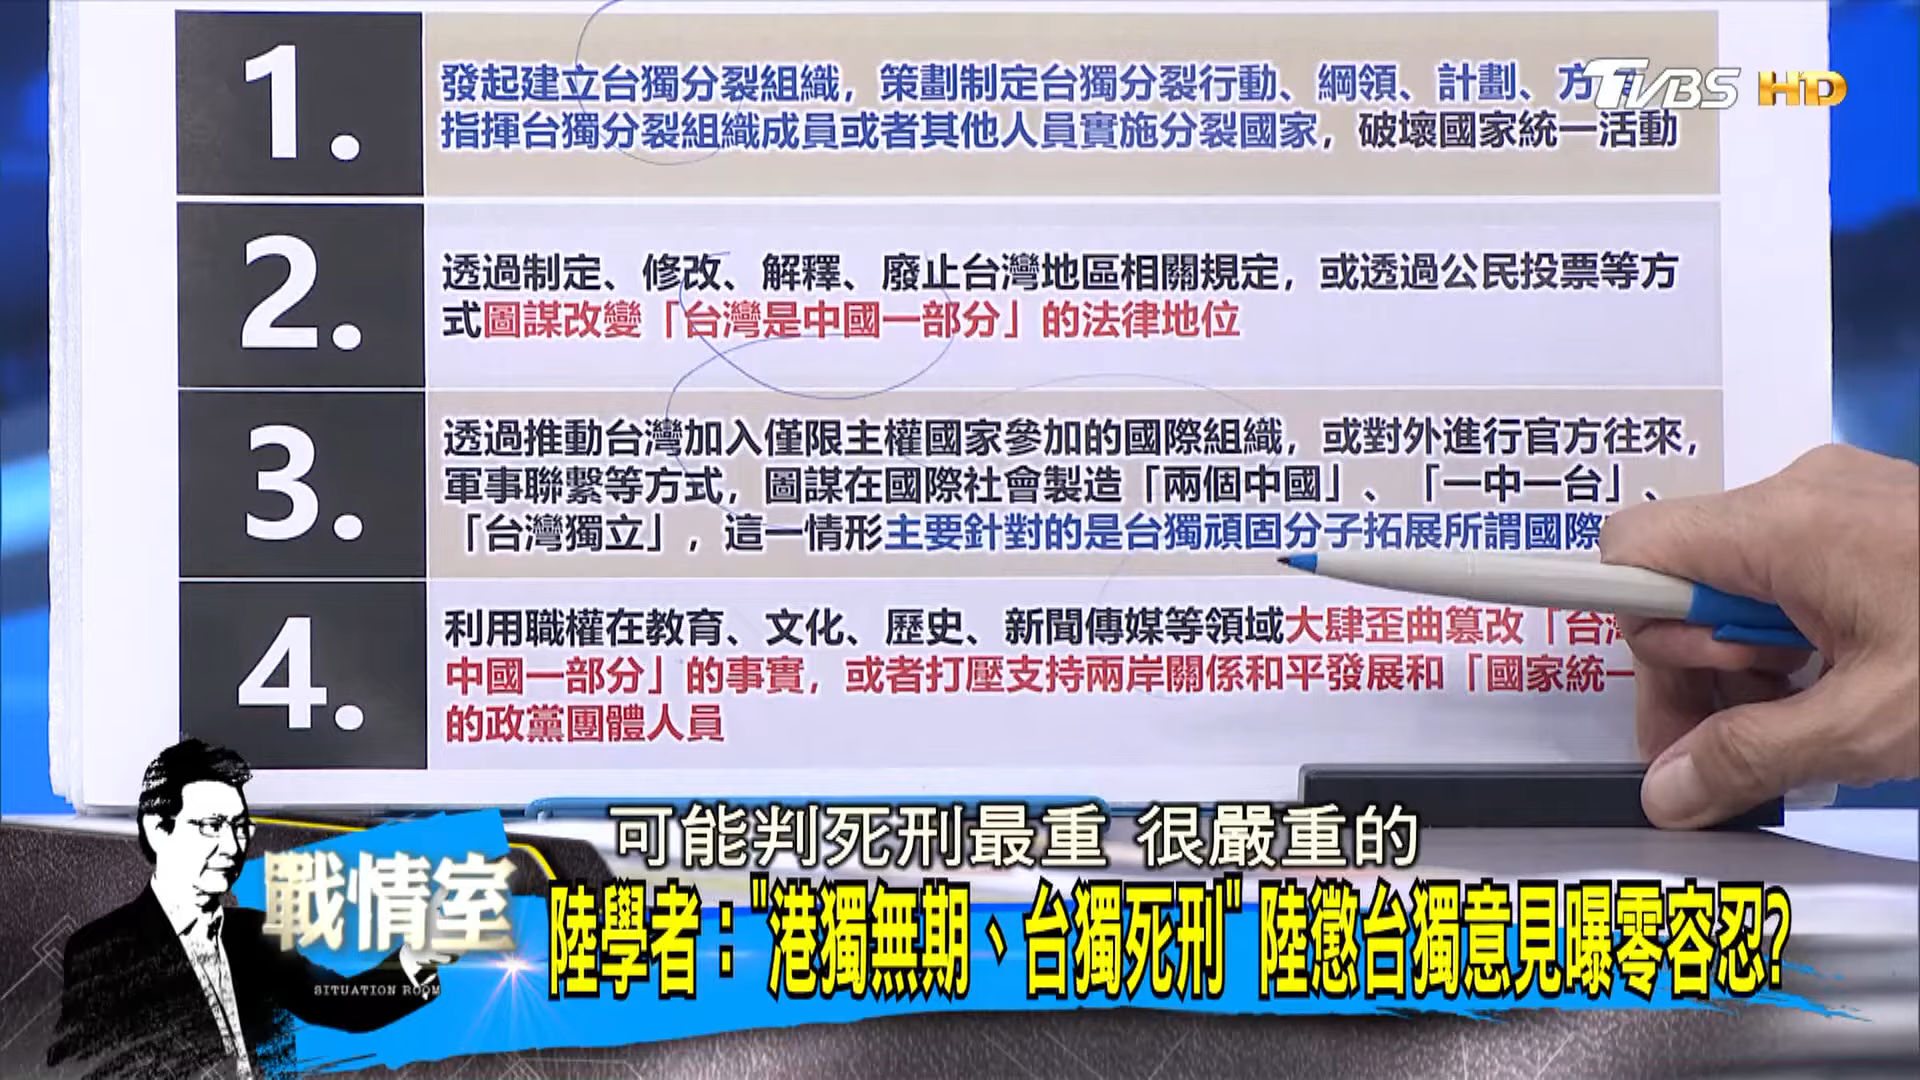 1.
發起建立台獨分裂組織，策劃制定台獨分裂行動、綱領、計劃、方
指揮台獨分裂組織成員或者其他人員實施分裂國家，破壞國家統一活動
TVBS HD
2.
透過制定、修改、解釋、廢止台灣地區相關規定，或透過公民投票等方
式圖謀改變「台灣是中國一部分」的法律地位
3.
透過推動台灣加入僅限主權國家參加的國際組織，或對外進行官方往來，
軍事聯繫等方式，圖謀在國際社會製造「兩個中國」、「一中一台」、
「台灣獨立」，這一情形主要針對的是台獨頑固分子拓展所謂國際
4.
利用職權在教育、文化、歷史、新聞傳媒等領域大肆歪曲篡改「台
中國一部分」的事實，或者打壓支持兩岸關係和平發展和「國家統一
的政黨團體人員
可能判死刑最重 很嚴重的
戰情室
SITUATION ROOM
陸學者："港獨無期、台獨死刑" 陸懲台獨意見曝零容忍?